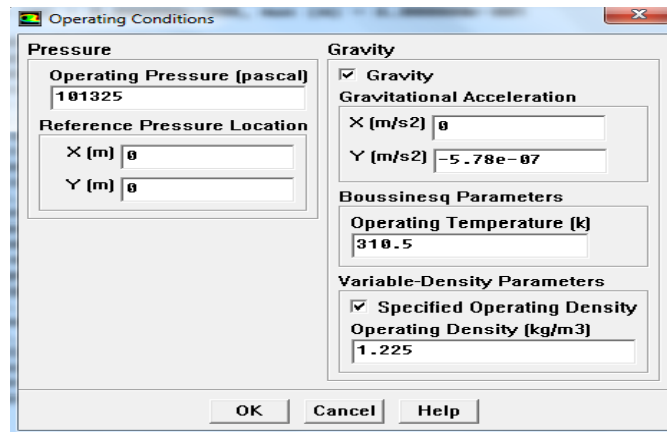 Operating Conditions
Pressure
Operating Pressure (pascal)
101325
Reference Pressure Location
X (m) 0
Y (m) 0
Gravity
Gravity
Gravitational Acceleration
X (m/s2) 0
Y (m/s2) -5.78e-07
Boussinesq Parameters
Operating Temperature (k)
310.5
Variable-Density Parameters
Specified Operating Density
Operating Density (kg/m3)
1.225
OK Cancel Help